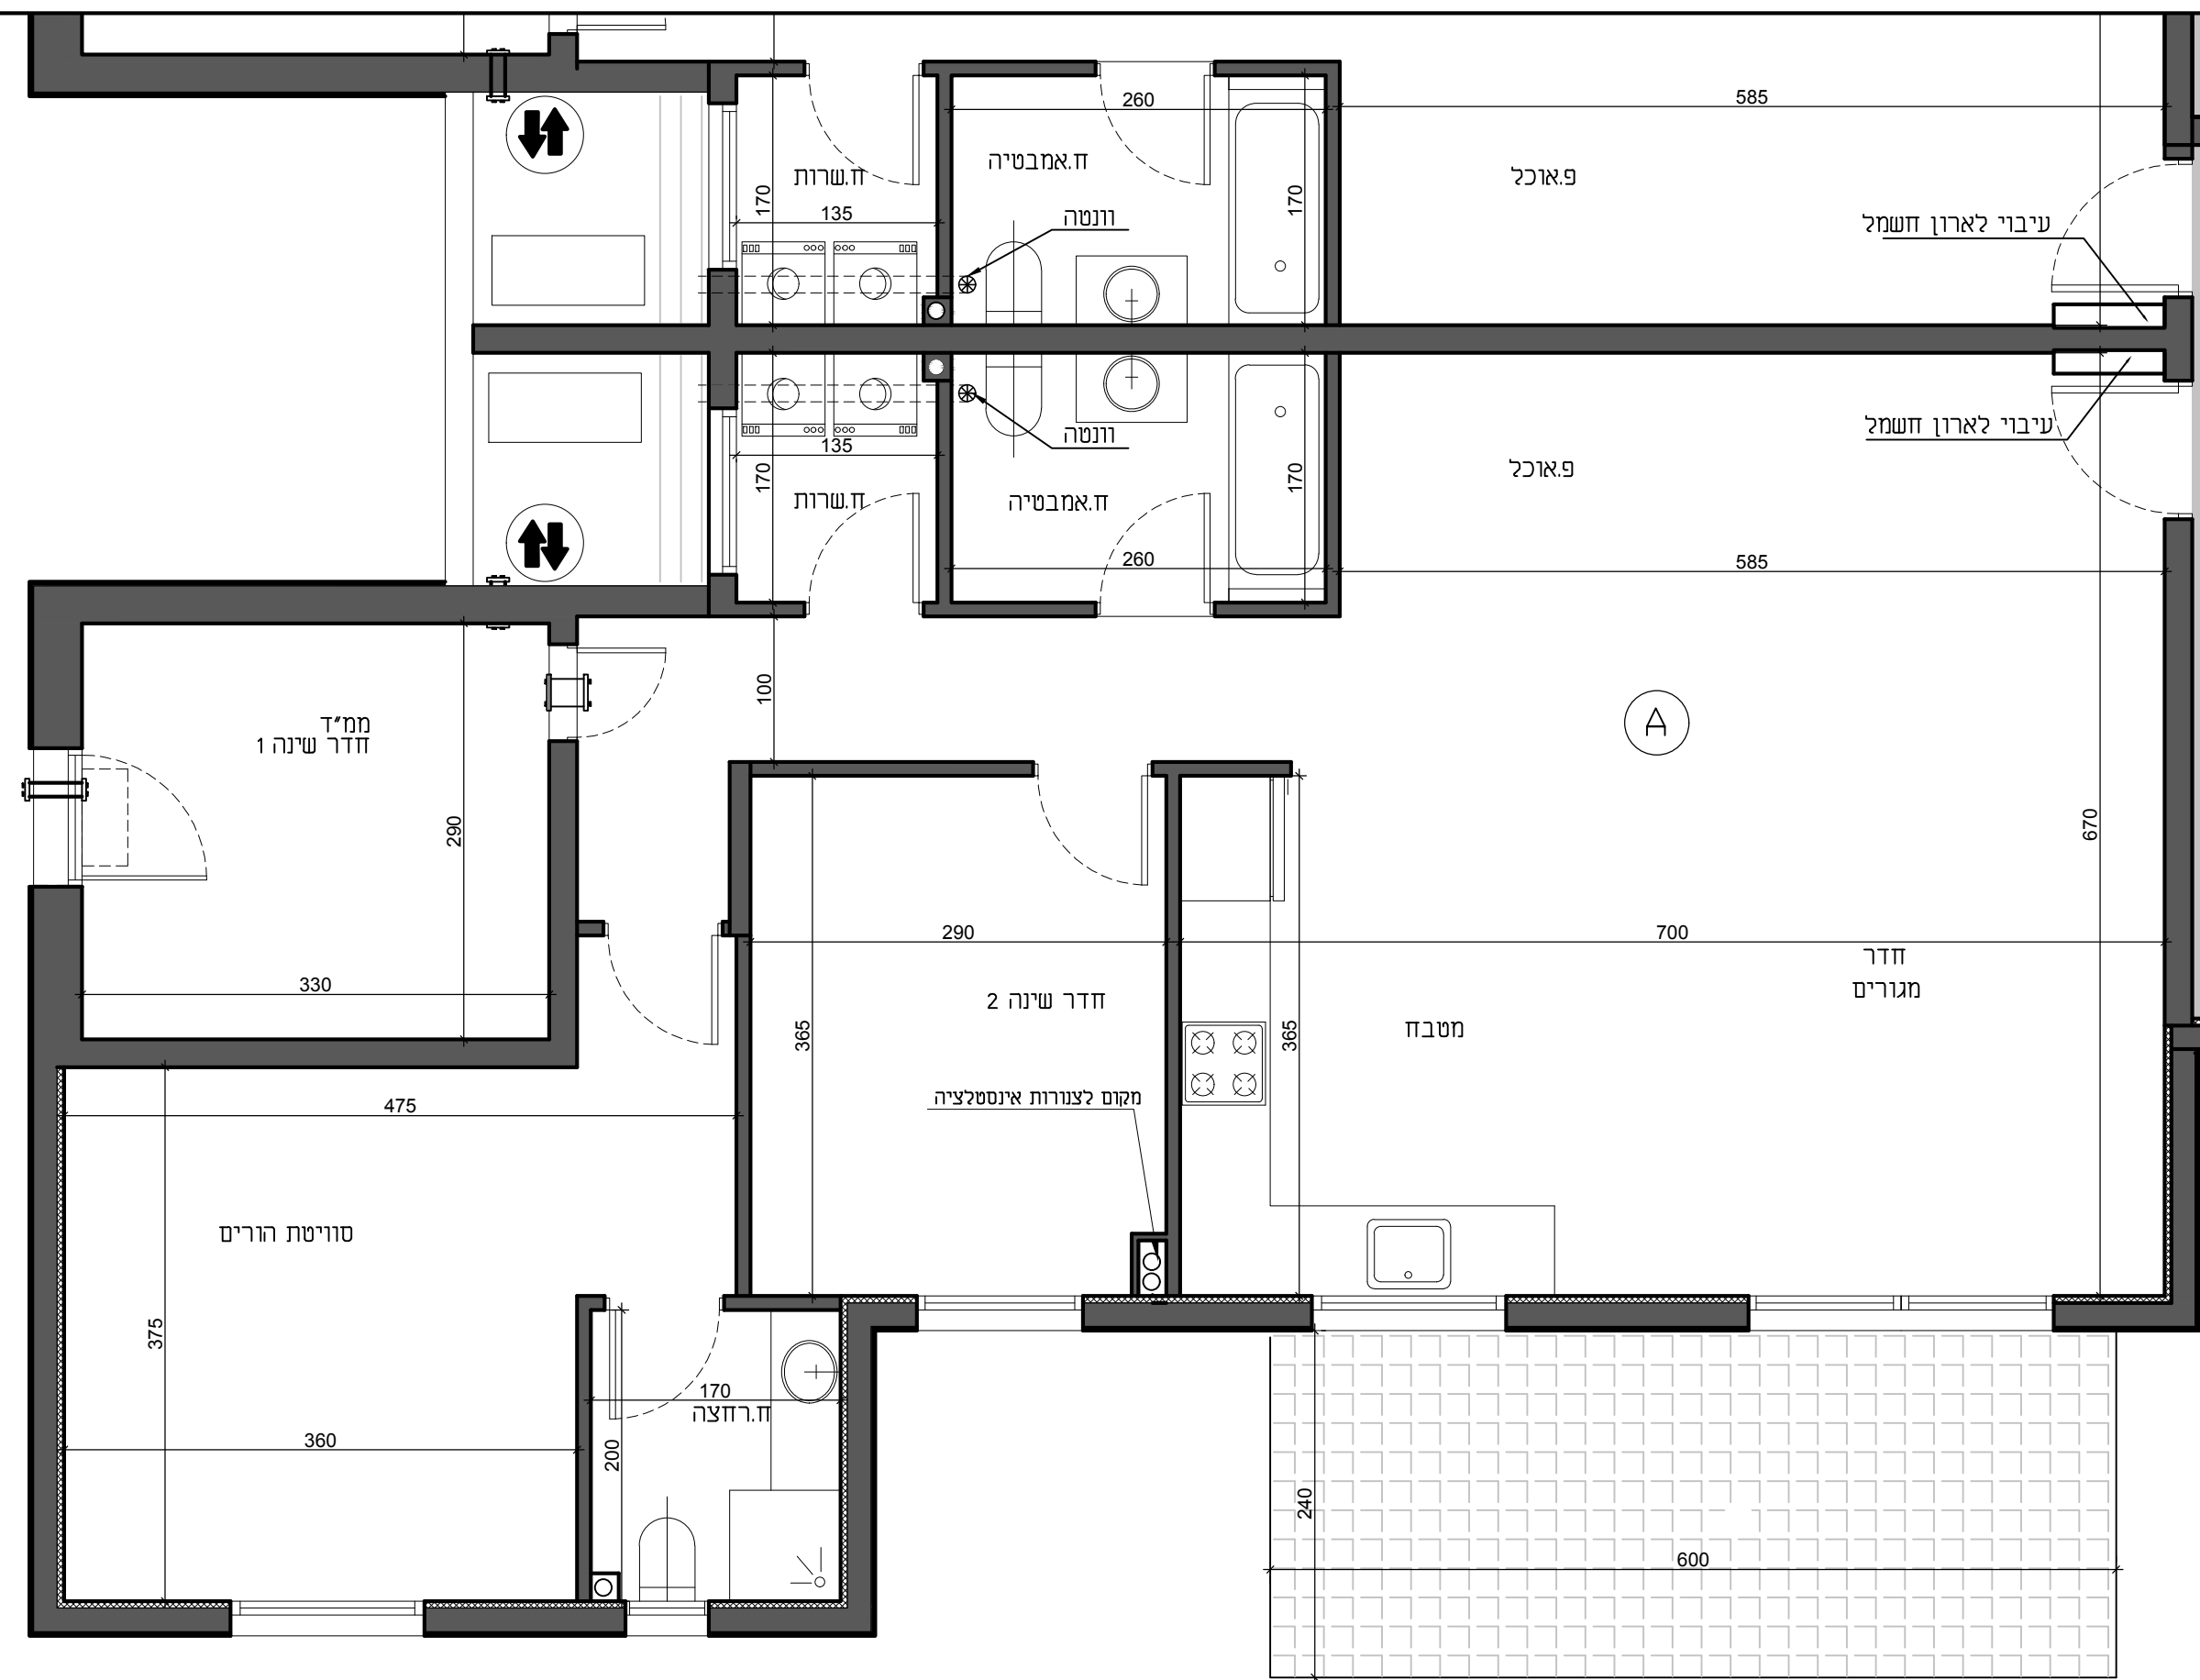 260
585
ח.אמבטיה
ח.שרות
פ.אוכל
170
170
135
וונטה
עיבוי לארון חשמל
עיבוי לארון חשמל
וונטה
135
170
170
פ.אוכל
ח.שרות
ח.אמבטיה
260
585
100
A
ממ״ד
חדר שינה 1
290
670
290
700
חדר
מגורים
330
חדר שינה 2
מטבח
365
365
מקום לצנורות אינסטלציה
475
סוויטת הורים
375
170
ח.רחצה
360
200
240
600